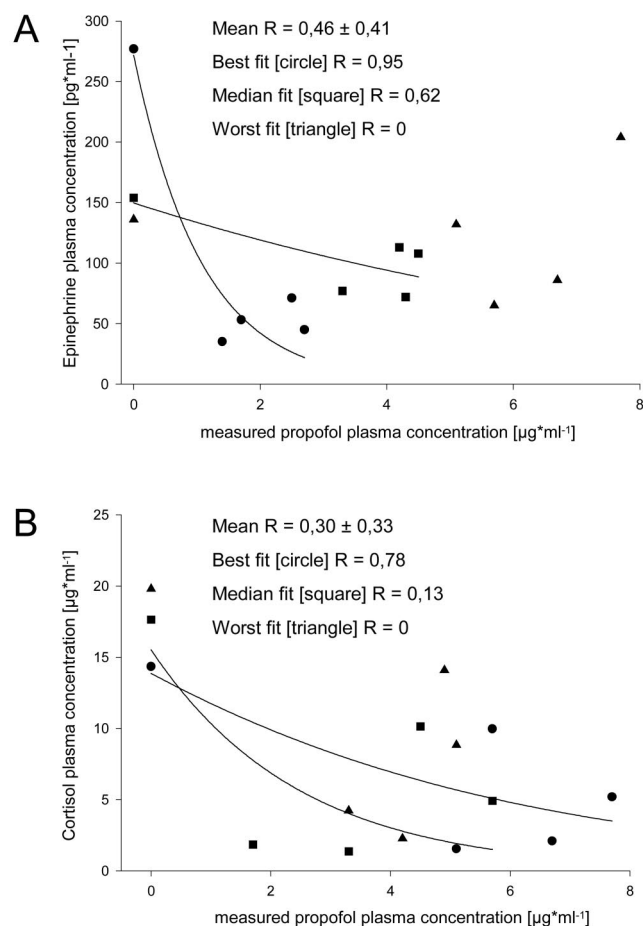 A
Mean R = 0,46 ± 0,41
Best fit [circle] R = 0,95
Median fit [square] R = 0,62
Worst fit [triangle] R = 0
Epinephrine plasma concentration [pg*ml-1]
300
250
200
150
100
50
0
0 2 4 6 8
measured propofol plasma concentration [µg*ml⁻¹]
B
Mean R = 0,30 ± 0,33
Best fit [circle] R = 0,78
Median fit [square] R = 0,13
Worst fit [triangle] R = 0
Cortisol plasma concentration [µg*ml⁻¹]
25
20
15
10
5
0
0 2 4 6 8
measured propofol plasma concentration [µg*ml⁻¹]